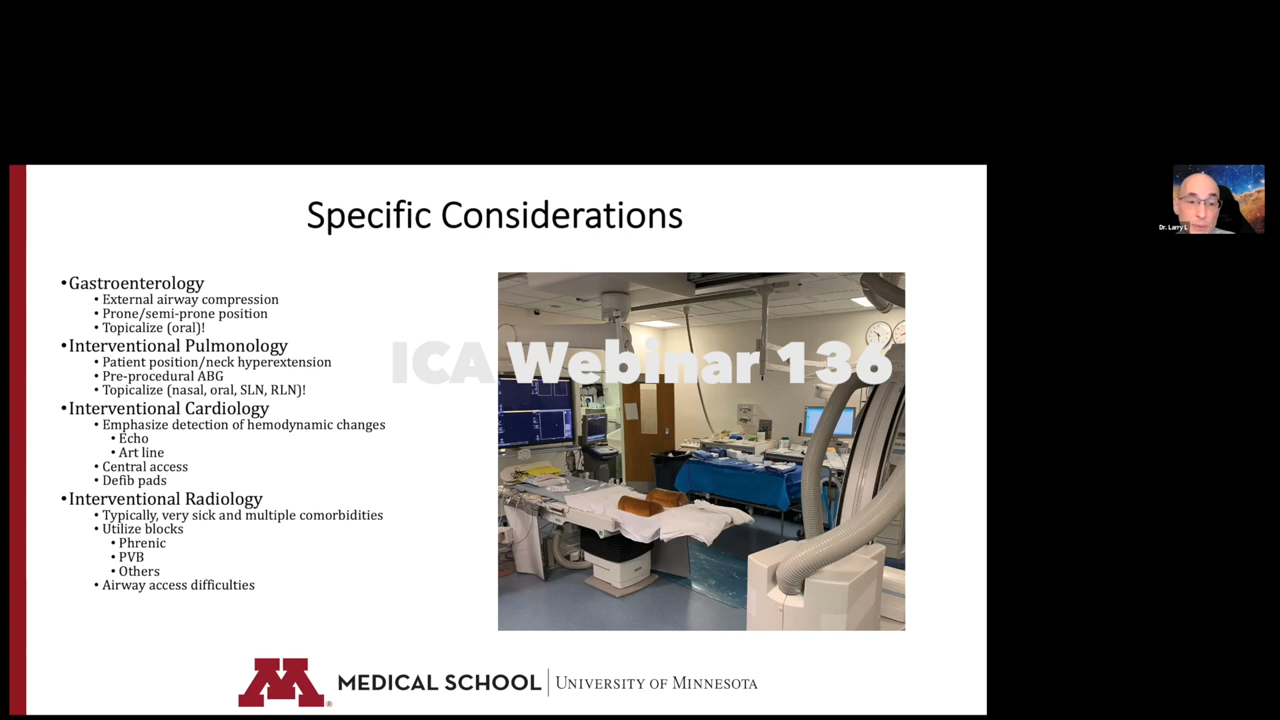 Specific Considerations
•Gastroenterology
• External airway compression
• Prone/semi-prone position
• Topicalize (oral)!
•Interventional Pulmonology
• Patient position/neck hyperextension
• Pre-procedural ABG
• Topicalize (nasal, oral, SLN, RLN)!
•Interventional Cardiology
• Emphasize detection of hemodynamic changes
• Echo
• Art line
• Central access
• Defib pads
•Interventional Radiology
• Typically, very sick and multiple comorbidities
• Utilize blocks
• Phrenic
• PVB
• Others
• Airway access difficulties
ICA Webinar 136
Dr. Larry L
M® MEDICAL SCHOOL | UNIVERSITY OF MINNESOTA